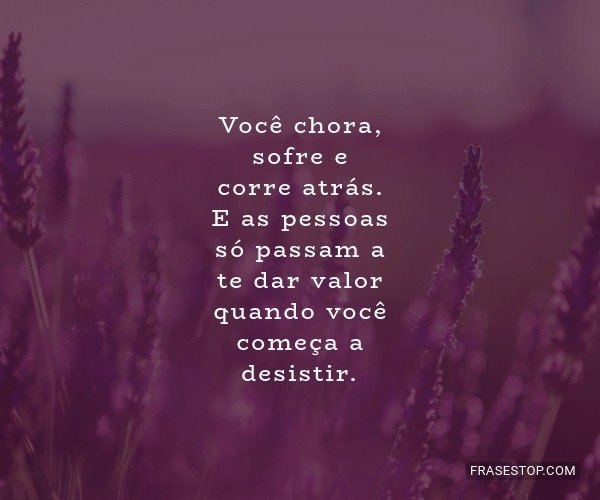 Você chora,
sofre e
corre atrás.
E as pessoas
só passam a
te dar valor
quando você
começa a
desistir.
FRASESTOP.COM